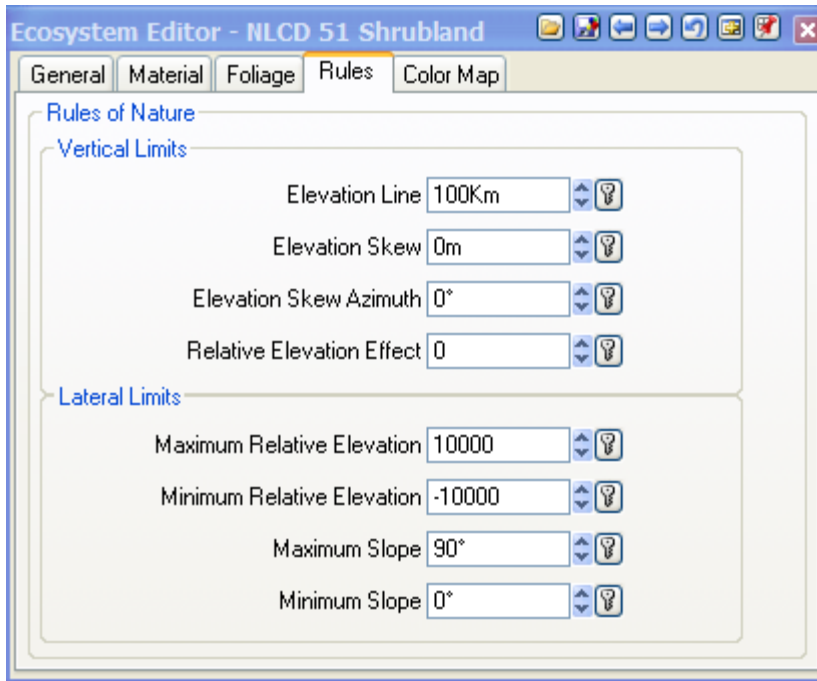 Ecosystem Editor - NLCD 51 Shrubland
General Material Foliage Rules Color Map
Rules of Nature
Vertical Limits
Elevation Line 100Km
Elevation Skew 0m
Elevation Skew Azimuth 0°
Relative Elevation Effect 0
Lateral Limits
Maximum Relative Elevation 10000
Minimum Relative Elevation -10000
Maximum Slope 90°
Minimum Slope 0°